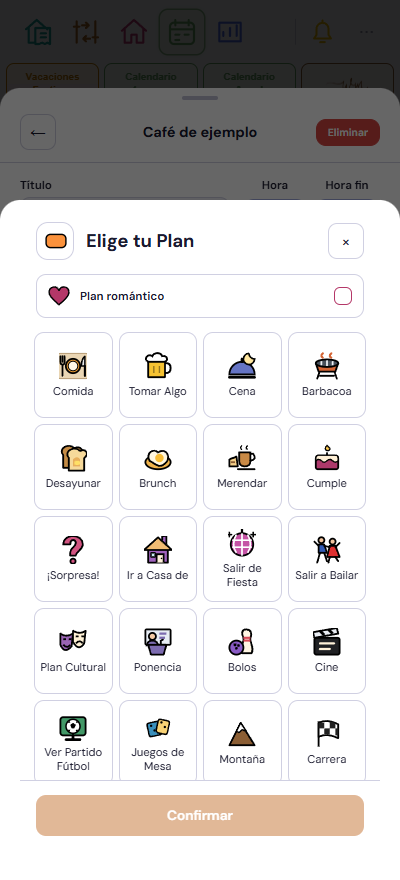 Vacaciones
Calendario
Calendario
←
Café de ejemplo
Eliminar
Título
Hora
Hora fin
Elige tu Plan
×
Plan romántico
Comida
Tomar Algo
Cena
Barbacoa
Desayunar
Brunch
Merendar
Cumple
¡Sorpresa!
Ir a Casa de
Salir de
Fiesta
Salir a Bailar
Plan Cultural
Ponencia
Bolos
Cine
Ver Partido
Fútbol
Juegos de
Mesa
Montaña
Carrera
Confirmar